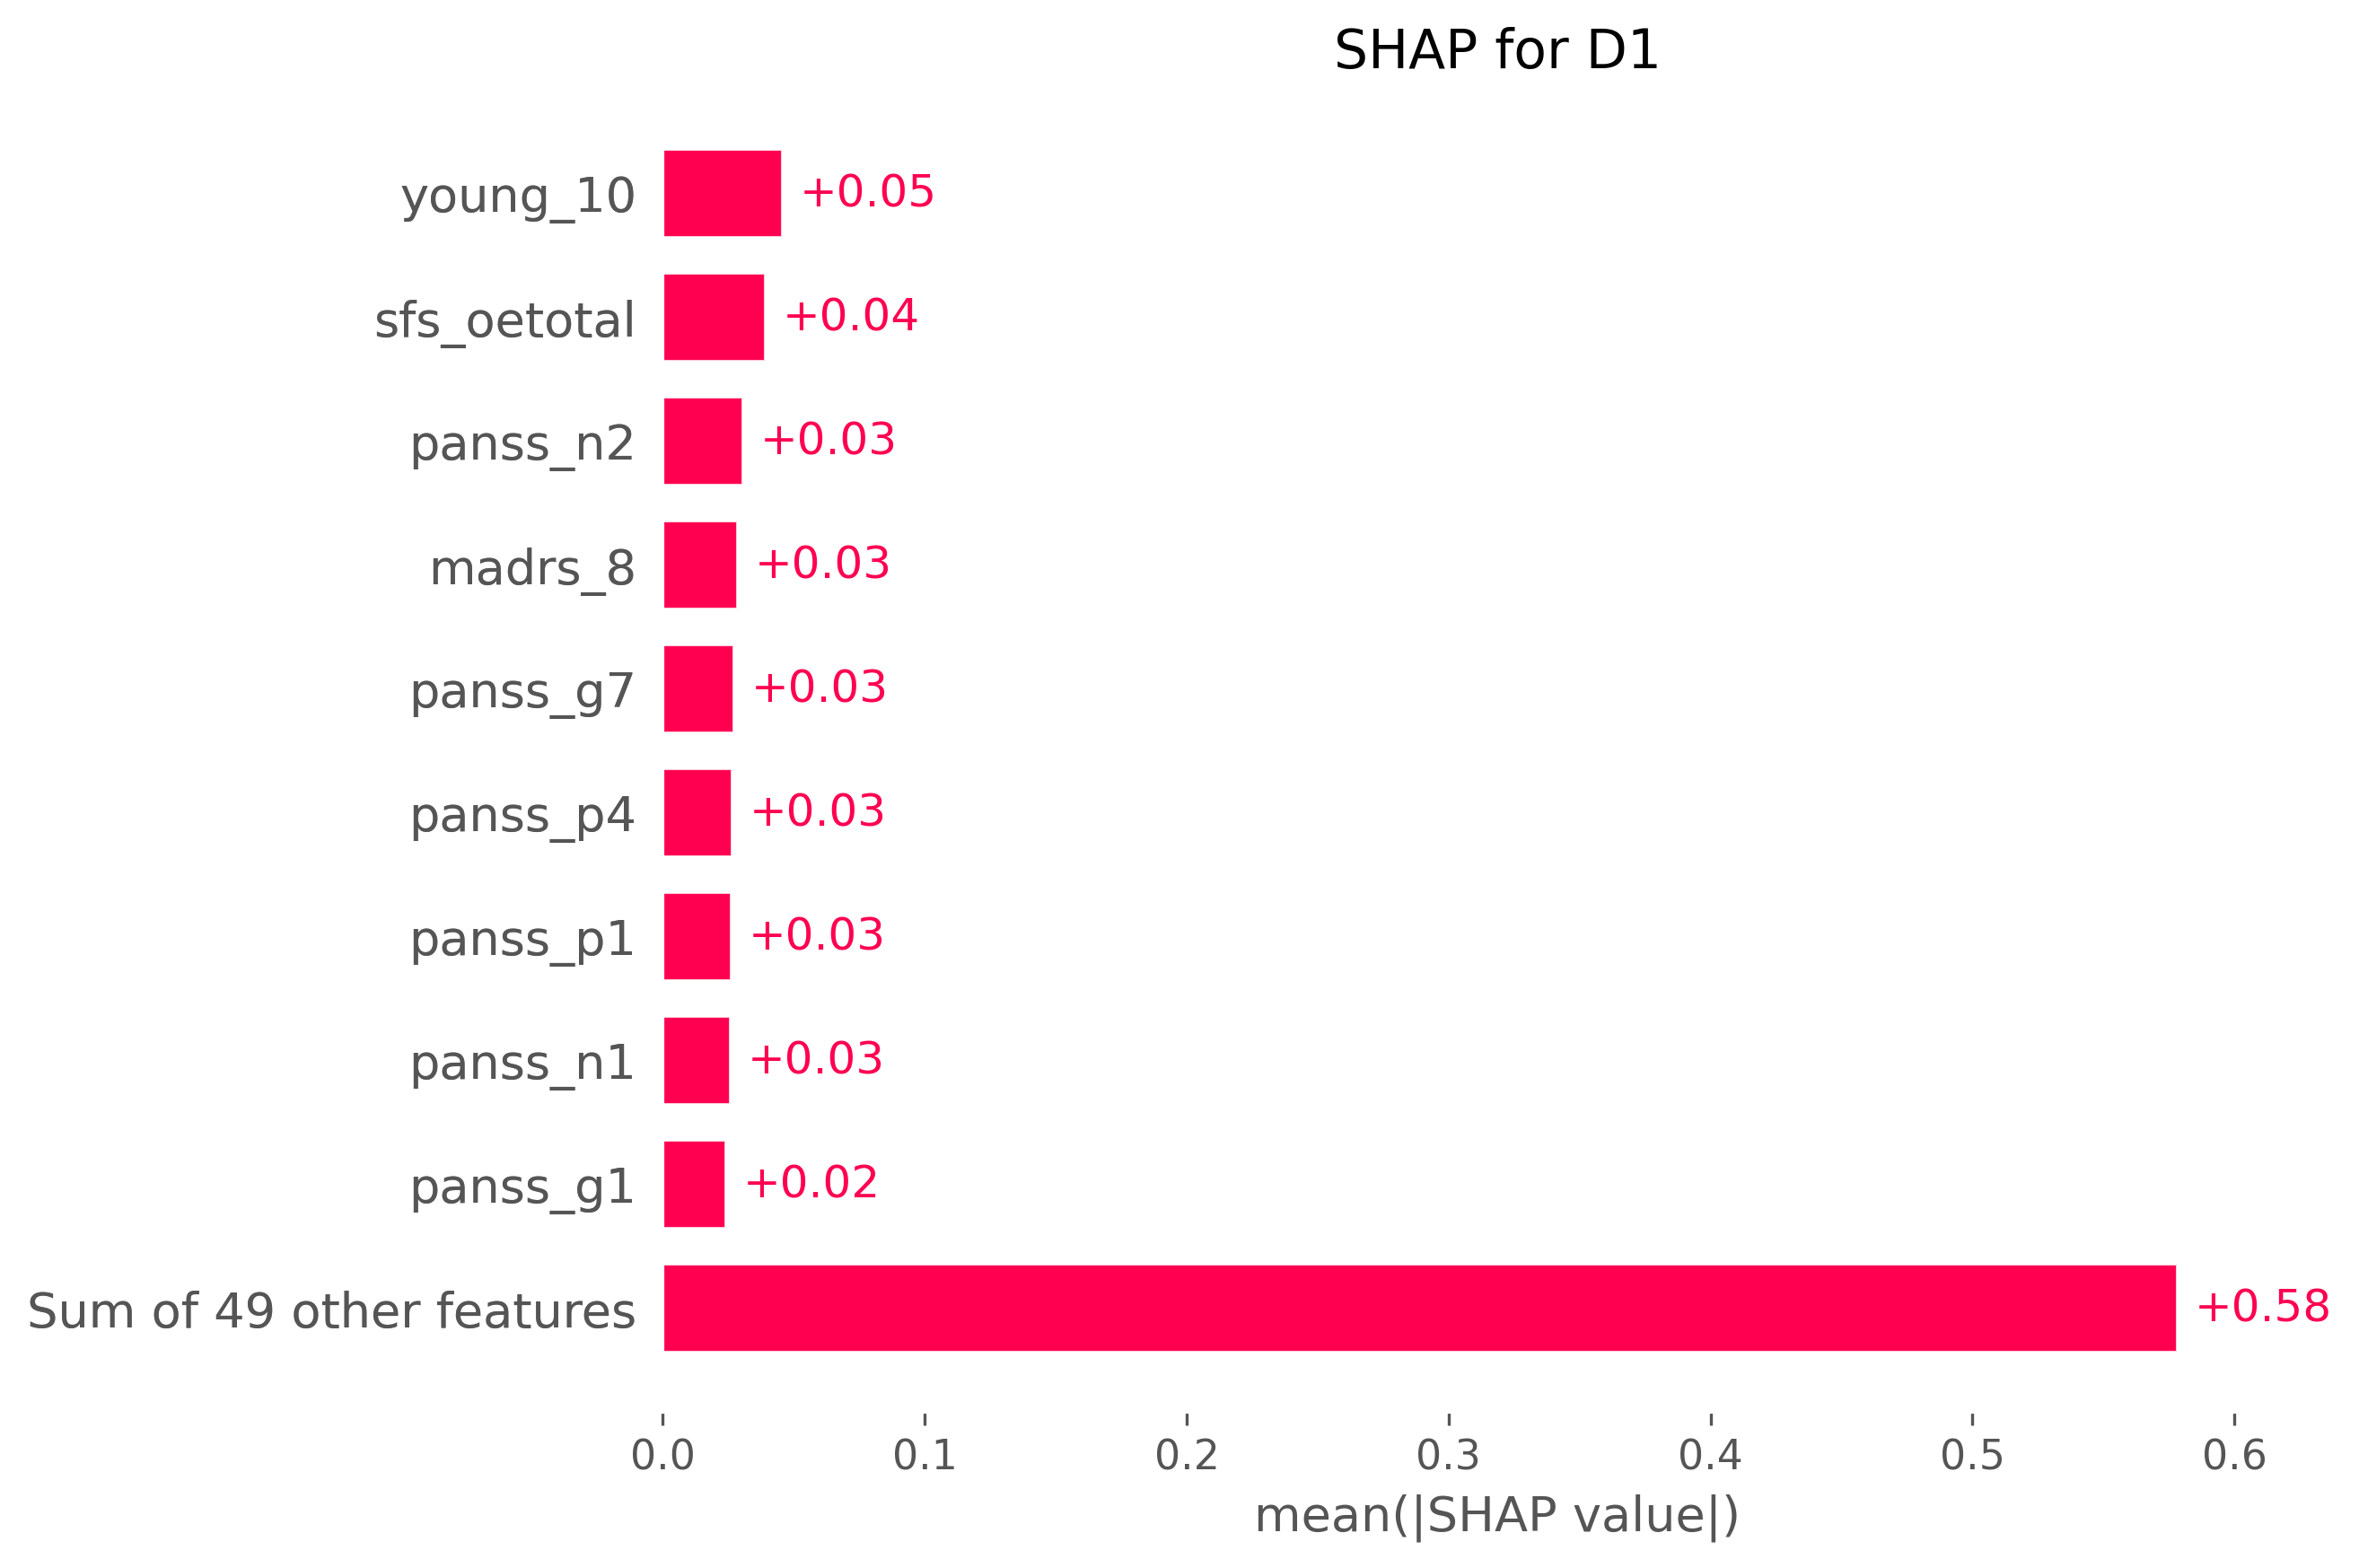 SHAP for D1
young_10 +0.05
sfs_oetotal +0.04
panss_n2 +0.03
madrs_8 +0.03
panss_g7 +0.03
panss_p4 +0.03
panss_p1 +0.03
panss_n1 +0.03
panss_g1 +0.02
Sum of 49 other features +0.58
0.0 0.1 0.2 0.3 0.4 0.5 0.6
mean(|SHAP value|)